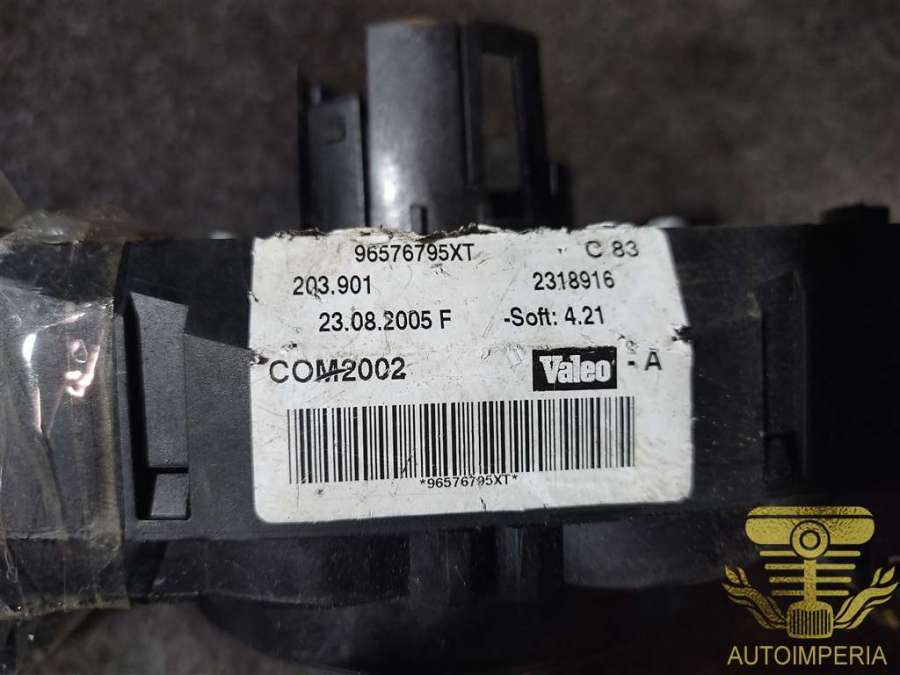 96576795XT C 83
203.901 2318916
23.08.2005 F -Soft: 4.21
COM2002 Valeo - A
*96576795XT*
AUTOIMPERIA